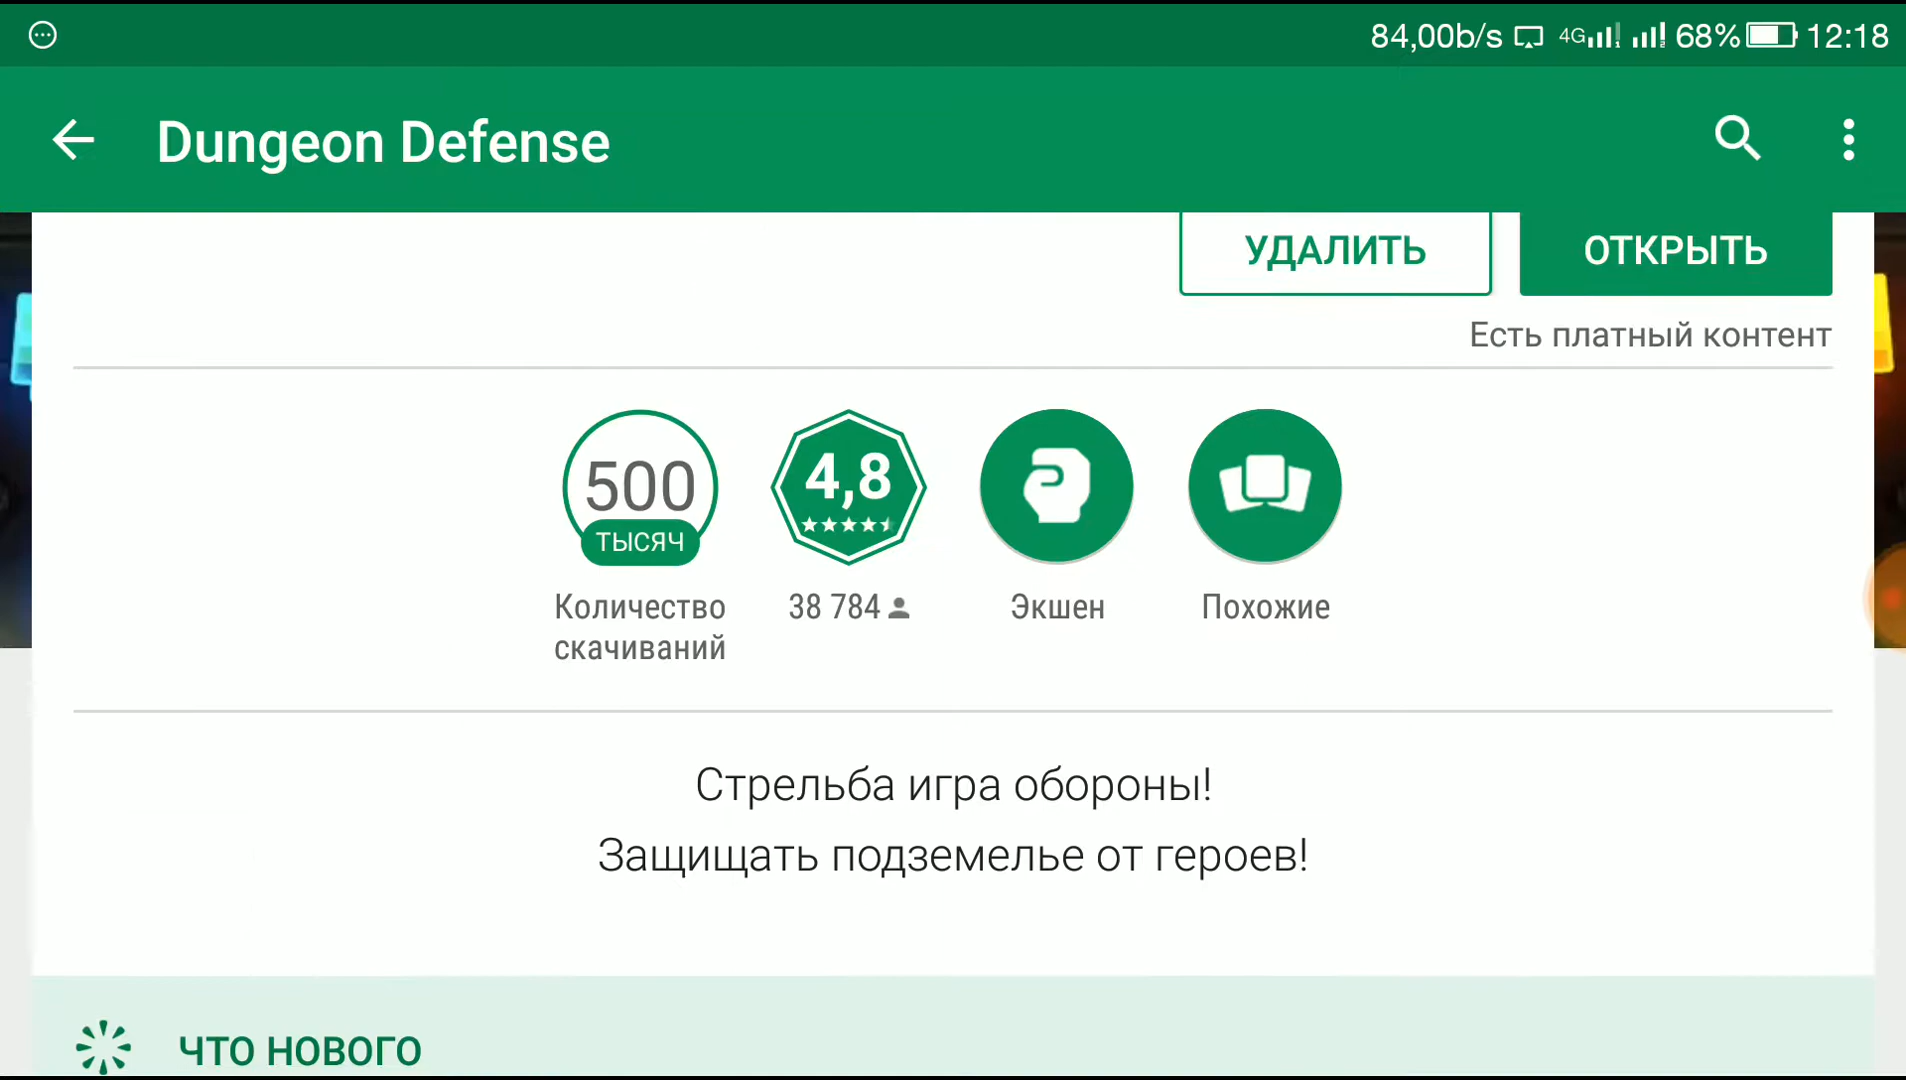 84,00b/s 4G 68% 12:18
Dungeon Defense
УДАЛИТЬ
ОТКРЫТЬ
Есть платный контент
500
ТЫСЯЧ
Количество
скачиваний
4,8
38 784
Экшен
Похожие
Стрельба игра обороны!
Защищать подземелье от героев!
ЧТО НОВОГО